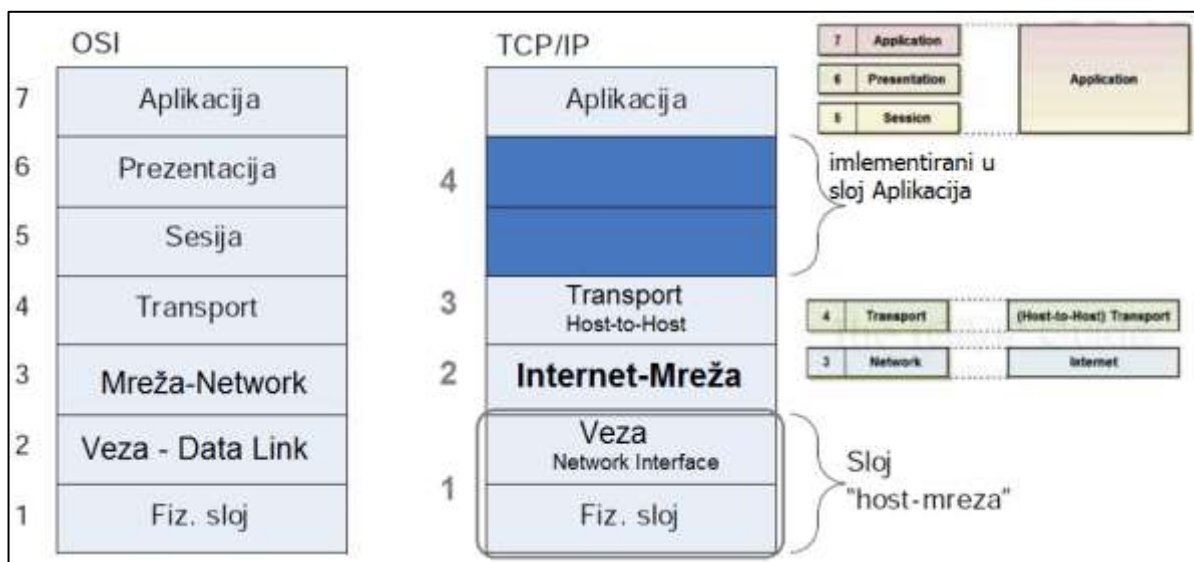 OSI
7
Aplikacija
6
Prezentacija
5
Sesija
4
Transport
3
Mreža-Network
2
Veza - Data Link
1
Fiz. sloj
TCP/IP
Aplikacija
4
3
Transport
Host-to-Host
2
Internet-Mreža
Veza
Network Interface
1
Fiz. sloj
7 Application
6 Presentation
5 Session
Application
imlementirani u
sloj Aplikacija
4 Transport
(Host-to-Host) Transport
3 Network
Internet
Sloj
"host-mreza"